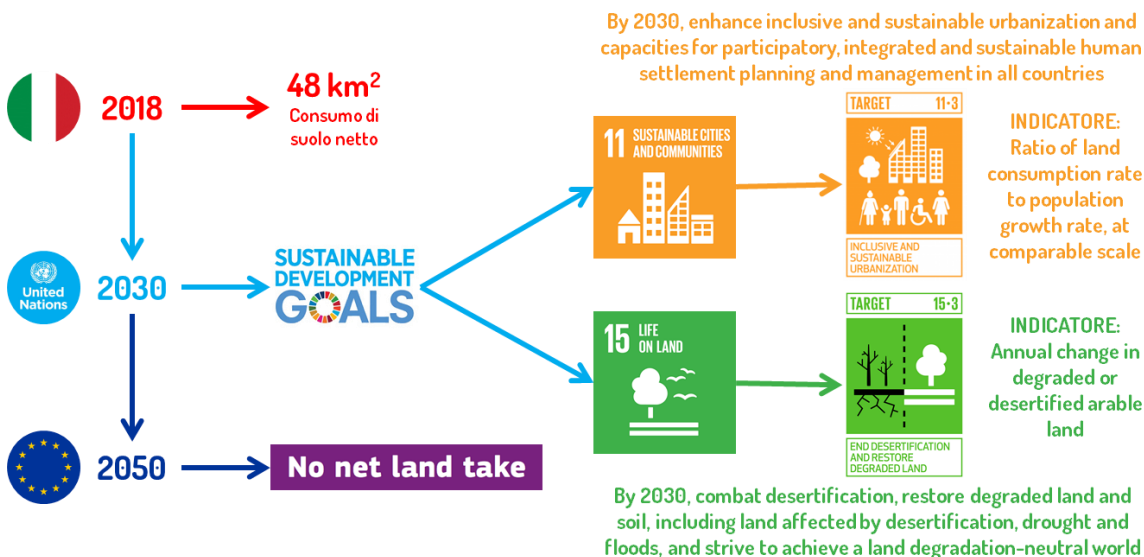 By 2030, enhance inclusive and sustainable urbanization and
capacities for participatory, integrated and sustainable human
settlement planning and management in all countries
2018
48 km²
Consumo di
suolo netto
11 SUSTAINABLE CITIES
AND COMMUNITIES
TARGET 11·3
INCLUSIVE AND
SUSTAINABLE
URBANIZATION
INDICATORE:
Ratio of land
consumption rate
to population
growth rate, at
comparable scale
United
Nations
2030
SUSTAINABLE
DEVELOPMENT
GOALS
15 LIFE
ON LAND
TARGET 15·3
END DESERTIFICATION
AND RESTORE
DEGRADED LAND
INDICATORE:
Annual change in
degraded or
desertified arable
land
2050
No net land take
By 2030, combat desertification, restore degraded land and
soil, including land affected by desertification, drought and
floods, and strive to achieve a land degradation-neutral world